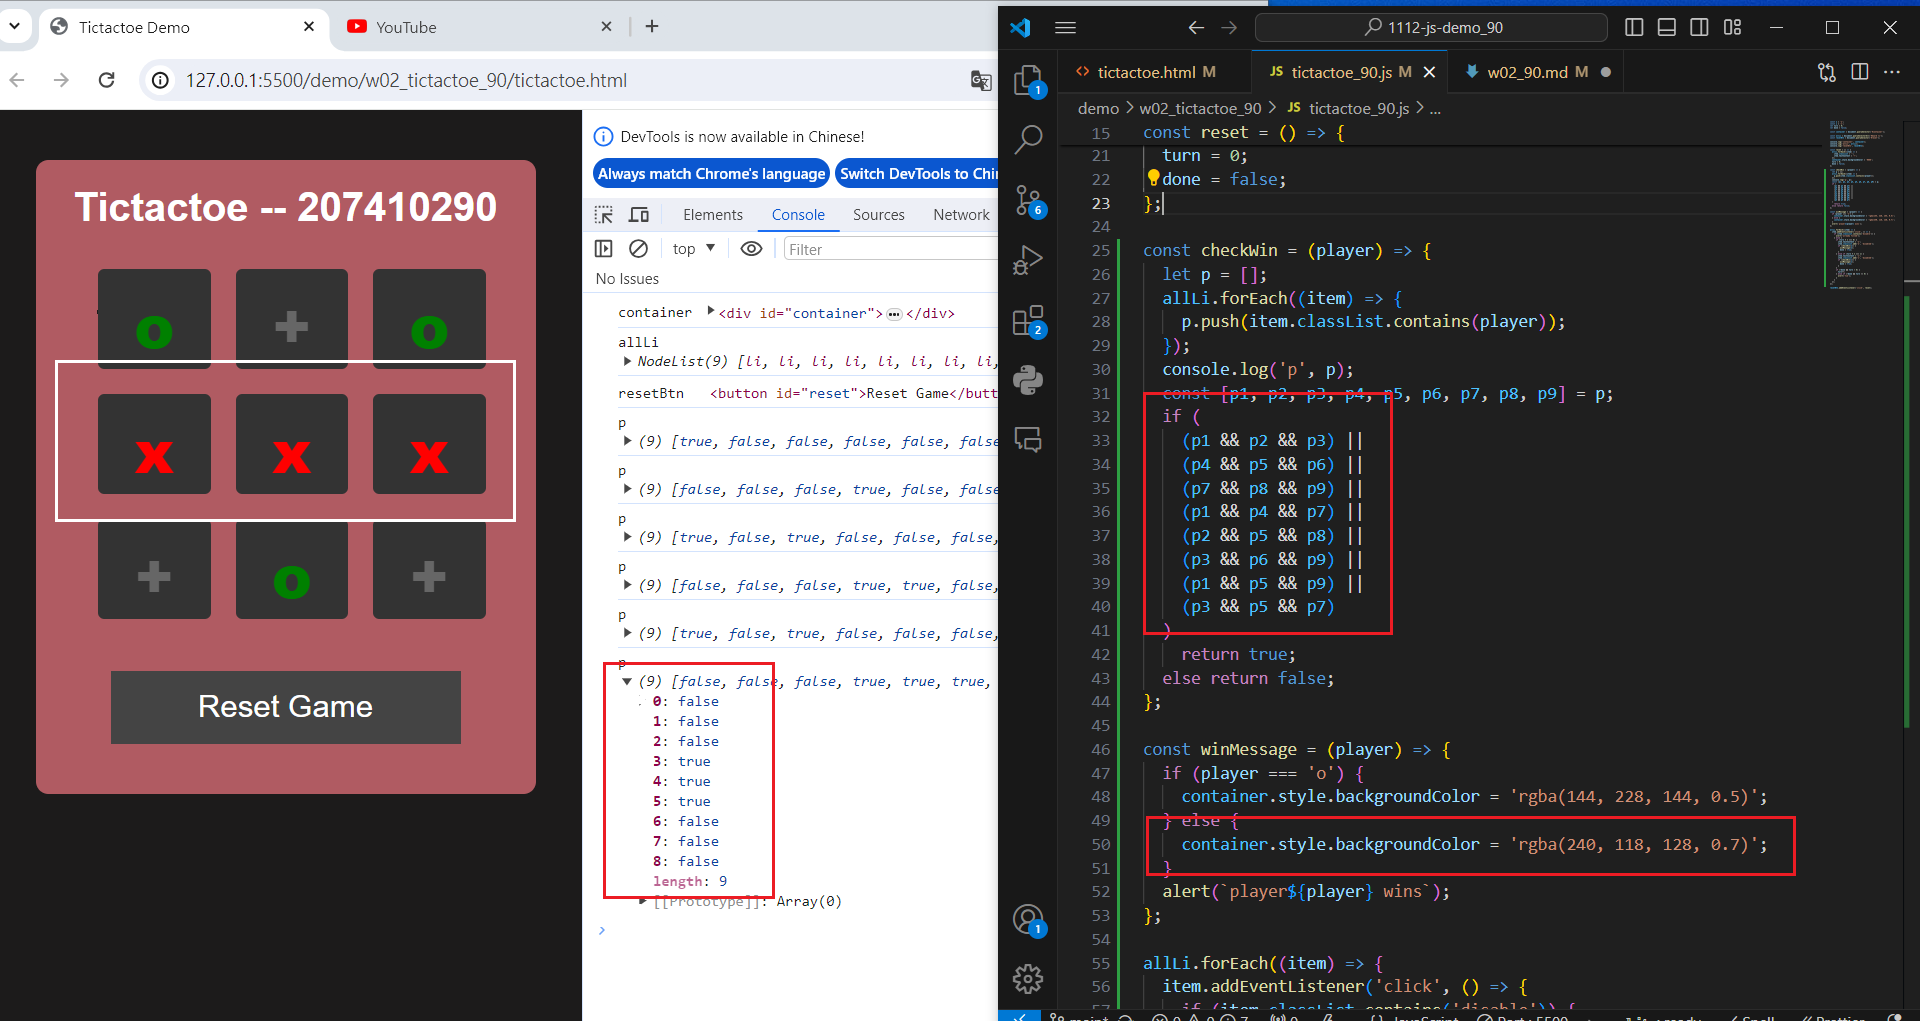 Tictactoe Demo
YouTube
127.0.0.1:5500/demo/w02_tictactoe_90/tictactoe.html
Tictactoe -- 207410290
o + o
x x x
+ o +
Reset Game
DevTools is now available in Chinese!
Always match Chrome's language
Switch DevTools to Chi
Elements Console Sources Network
top
Filter
No Issues
container <div id="container">…</div>
allLi
NodeList(9) [li, li, li, li, li, li, li, li,
resetBtn <button id="reset">Reset Game</butt
p
(9) [true, false, false, false, false, false
p
(9) [false, false, false, true, false, false
p
(9) [true, false, true, false, false, false,
p
(9) [false, false, false, true, true, false,
p
(9) [true, false, true, false, false, false,
p
(9) [false, false, false, true, true, true,
0: false
1: false
2: false
3: true
4: true
5: true
6: false
7: false
8: false
length: 9
[[Prototype]]: Array(0)
1112-js-demo_90
tictactoe.html M
JS tictactoe_90.js M
w02_90.md M
demo > w02_tictactoe_90 > JS tictactoe_90.js > ...
15 const reset = () => {
21 turn = 0;
22 done = false;
23 };
24
25 const checkWin = (player) => {
26 let p = [];
27 allLi.forEach((item) => {
28 p.push(item.classList.contains(player));
29 });
30 console.log('p', p);
31 const [p1, p2, p3, p4, p5, p6, p7, p8, p9] = p;
32 if (
33 (p1 && p2 && p3) ||
34 (p4 && p5 && p6) ||
35 (p7 && p8 && p9) ||
36 (p1 && p4 && p7) ||
37 (p2 && p5 && p8) ||
38 (p3 && p6 && p9) ||
39 (p1 && p5 && p9) ||
40 (p3 && p5 && p7)
41 )
42 return true;
43 else return false;
44 };
45
46 const winMessage = (player) => {
47 if (player === 'o') {
48 container.style.backgroundColor = 'rgba(144, 228, 144, 0.5)';
49 } else {
50 container.style.backgroundColor = 'rgba(240, 118, 128, 0.7)';
51 }
52 alert(`player${player} wins`);
53 };
54
55 allLi.forEach((item) => {
56 item.addEventListener('click', () => {
57 if (item.classList.contains('disable')) {
1
6
2
1